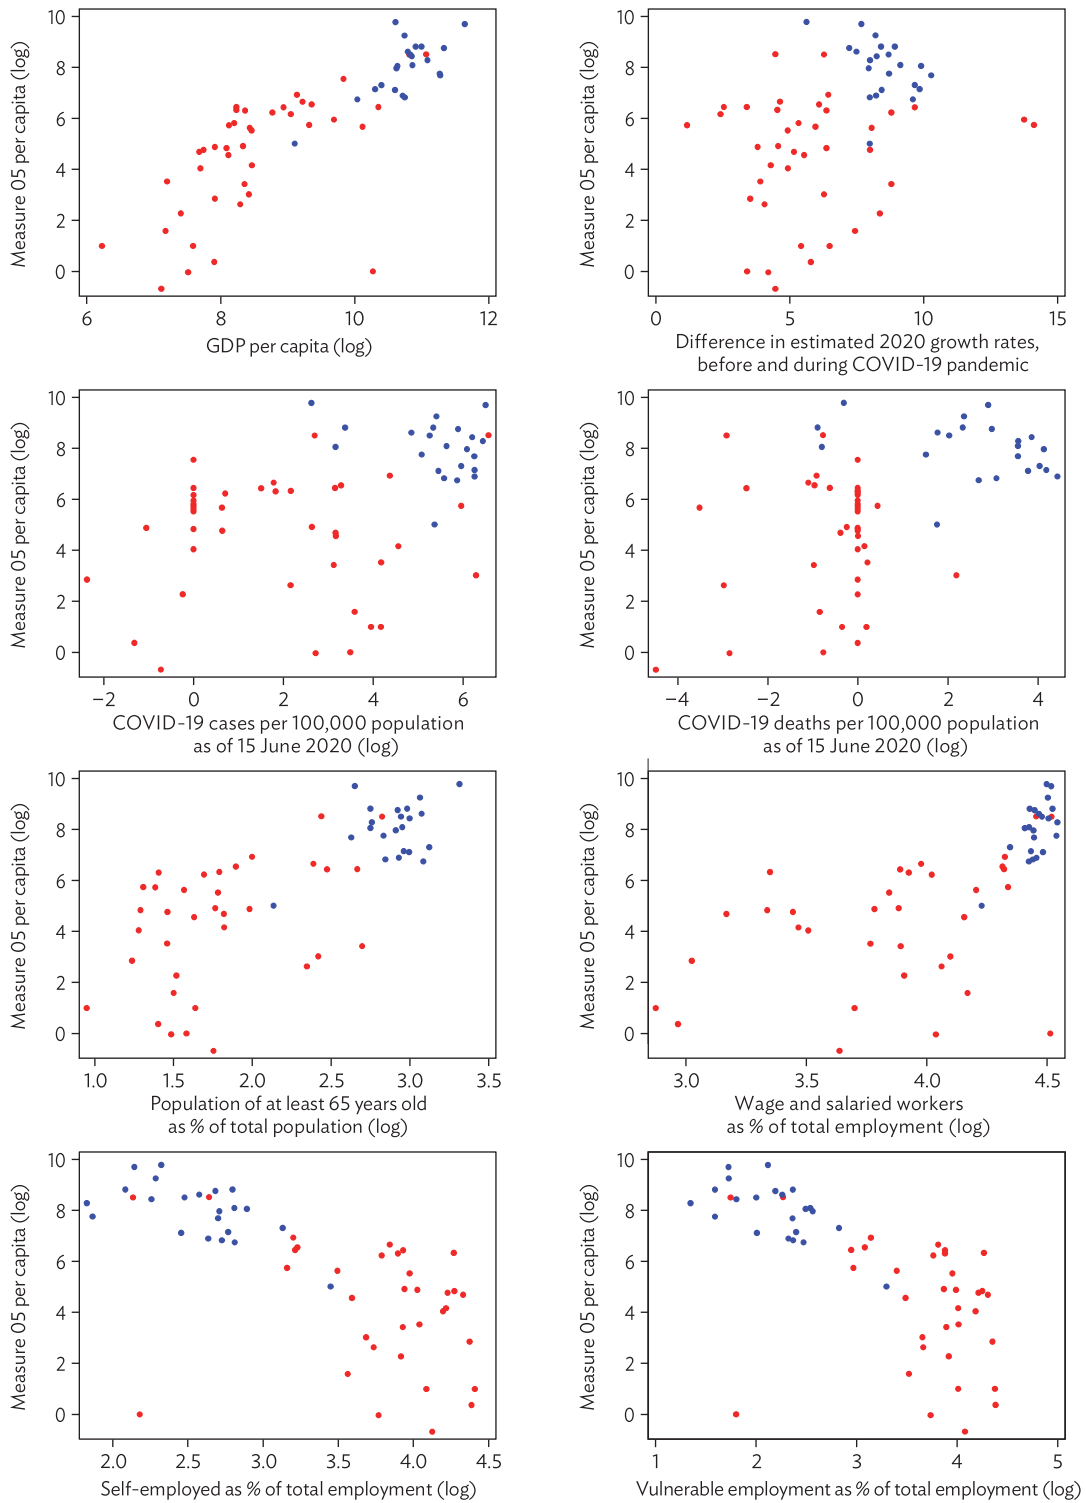 10
8
6
4
2
0
Measure 05 per capita (log)
6 8 10 12
GDP per capita (log)
10
8
6
4
2
0
Measure 05 per capita (log)
0 5 10 15
Difference in estimated 2020 growth rates,
before and during COVID-19 pandemic
10
8
6
4
2
0
Measure 05 per capita (log)
−2 0 2 4 6
COVID-19 cases per 100,000 population
as of 15 June 2020 (log)
10
8
6
4
2
0
Measure 05 per capita (log)
−4 −2 0 2 4
COVID-19 deaths per 100,000 population
as of 15 June 2020 (log)
10
8
6
4
2
0
Measure 05 per capita (log)
1.0 1.5 2.0 2.5 3.0 3.5
Population of at least 65 years old
as % of total population (log)
10
8
6
4
2
0
Measure 05 per capita (log)
3.0 3.5 4.0 4.5
Wage and salaried workers
as % of total employment (log)
10
8
6
4
2
0
Measure 05 per capita (log)
2.0 2.5 3.0 3.5 4.0 4.5
Self-employed as % of total employment (log)
10
8
6
4
2
0
Measure 05 per capita (log)
1 2 3 4 5
Vulnerable employment as % of total employment (log)